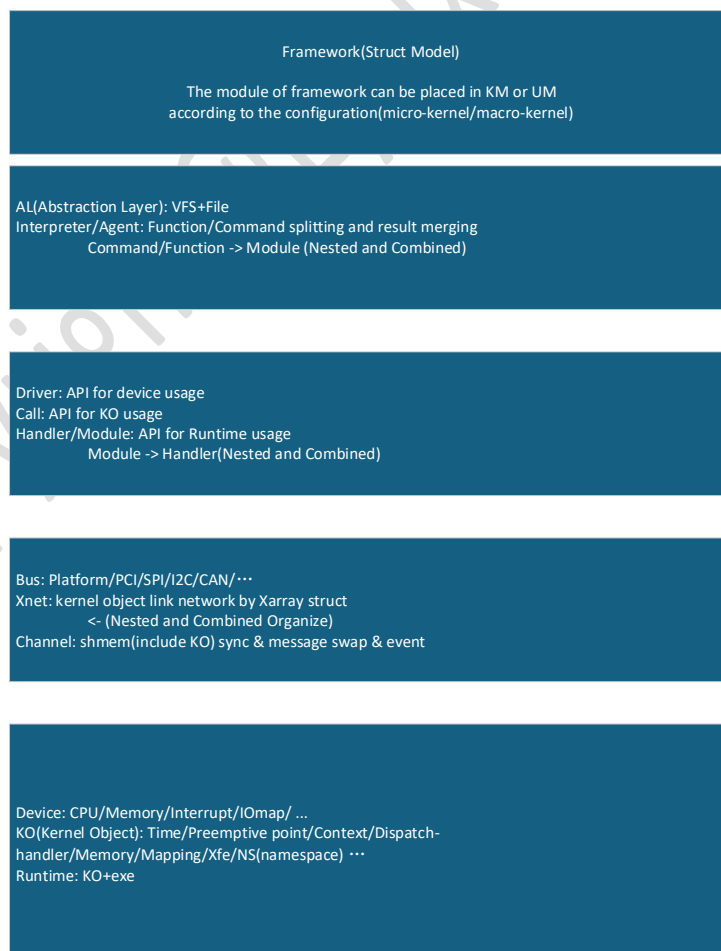 Framework(Struct Model)
The module of framework can be placed in KM or UM
according to the configuration(micro-kernel/macro-kernel)
AL(Abstraction Layer): VFS+File
Interpreter/Agent: Function/Command splitting and result merging
Command/Function -> Module (Nested and Combined)
Driver: API for device usage
Call: API for KO usage
Handler/Module: API for Runtime usage
Module -> Handler(Nested and Combined)
Bus: Platform/PCI/SPI/I2C/CAN/···
Xnet: kernel object link network by Xarray struct
<- (Nested and Combined Organize)
Channel: shmem(include KO) sync & message swap & event
Device: CPU/Memory/Interrupt/IOmap/ ...
KO(Kernel Object): Time/Preemptive point/Context/Dispatch-
handler/Memory/Mapping/Xfe/NS(namespace) ···
Runtime: KO+exe